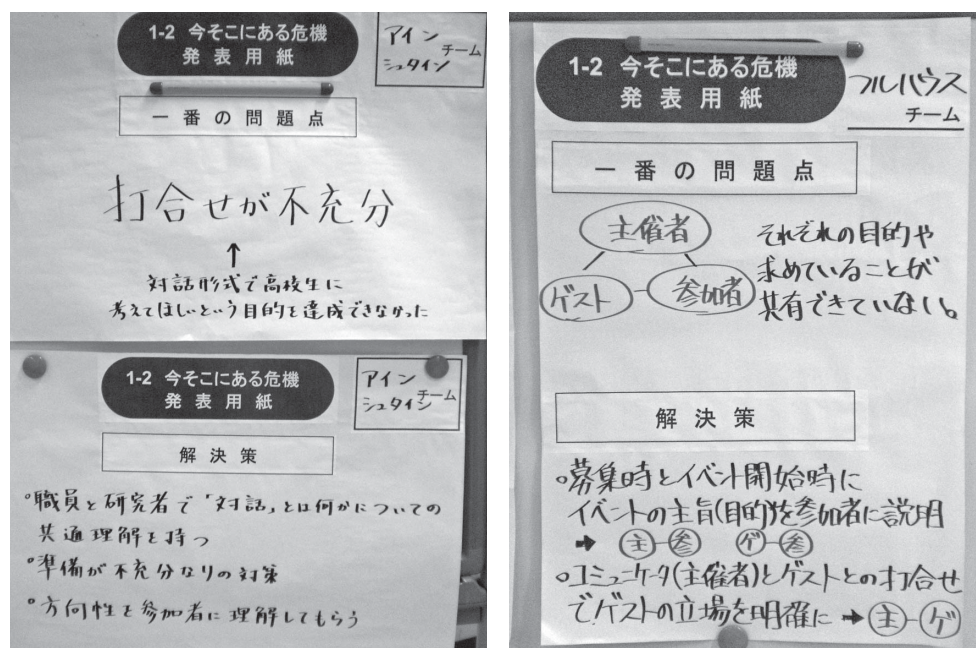 1-2 今そこにある危機
発表用紙
アイン
シュタイン
チーム
一番の問題点
打合せが不充分
↑
対話形式で高校生に
考えてほしいという目的を達成できなかった
1-2 今そこにある危機
発表用紙
アイン
シュタイン
チーム
解決策
°職員と研究者で「対話」とは何かについての
共通理解を持つ
°準備が不充分なりの対策
°方向性を参加者に理解してもらう
1-2 今そこにある危機
発表用紙
フルハウス
チーム
一番の問題点
主催者
ゲスト
参加者
それぞれの目的や
求めていることが
共有できていない。
解決策
°募集時とイベント開始時に
イベントの主旨(目的)を参加者に説明
➡ 主-参 ゲ-参
°コミュニケータ(主催者)とゲストとの打合せ
でゲストの立場を明確に ➡主-ゲ